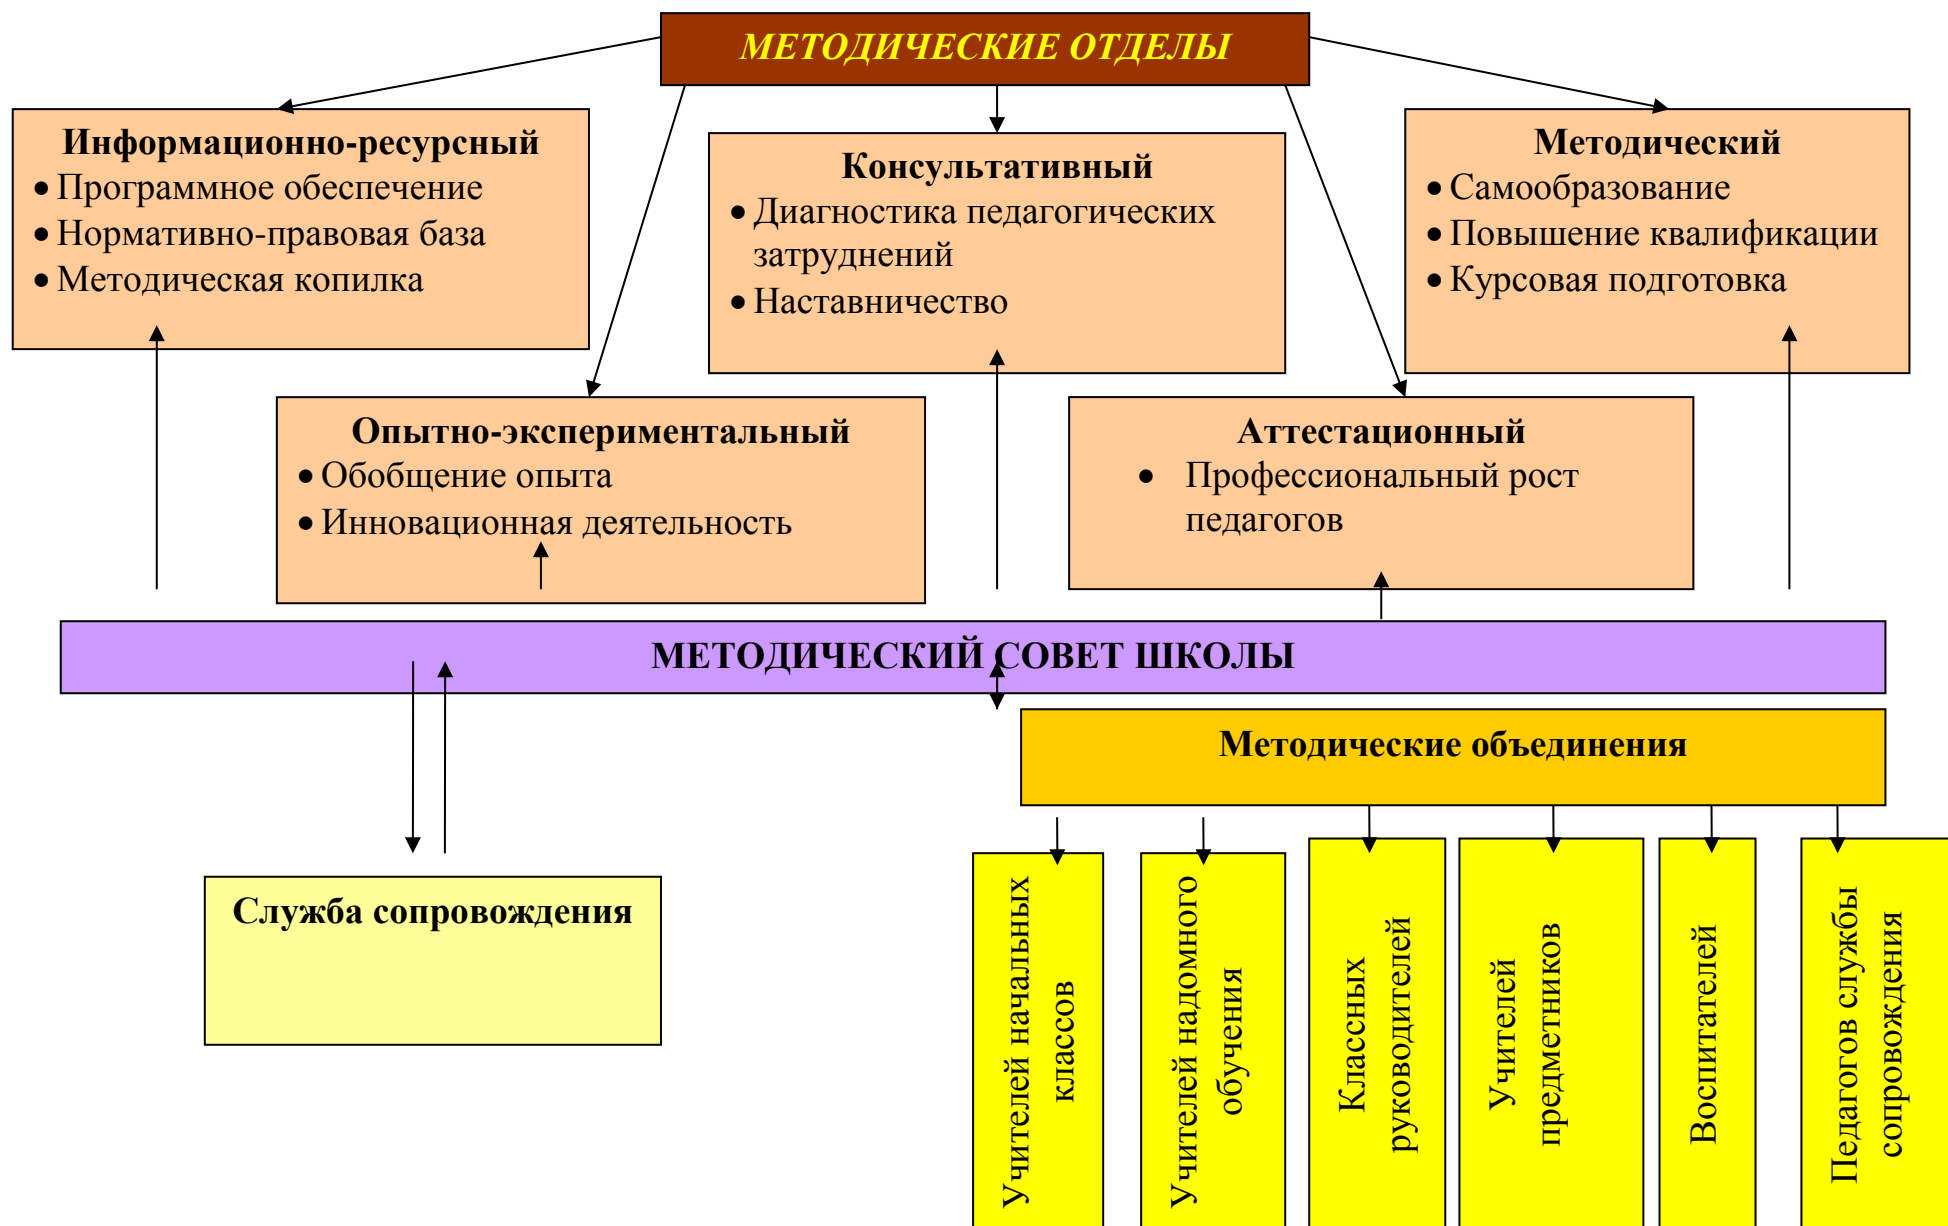 МЕТОДИЧЕСКИЕ ОТДЕЛЫ
Информационно-ресурсный
• Программное обеспечение
• Нормативно-правовая база
• Методическая копилка
Консультативный
• Диагностика педагогических
затруднений
• Наставничество
Методический
• Самообразование
• Повышение квалификации
• Курсовая подготовка
Опытно-экспериментальный
• Обобщение опыта
• Инновационная деятельность
Аттестационный
• Профессиональный рост
педагогов
МЕТОДИЧЕСКИЙ СОВЕТ ШКОЛЫ
Методические объединения
Служба сопровождения
Учителей начальных
классов
Учителей надомного
обучения
Классных
руководителей
Учителей
предметников
Воспитателей
Педагогов службы
сопровождения